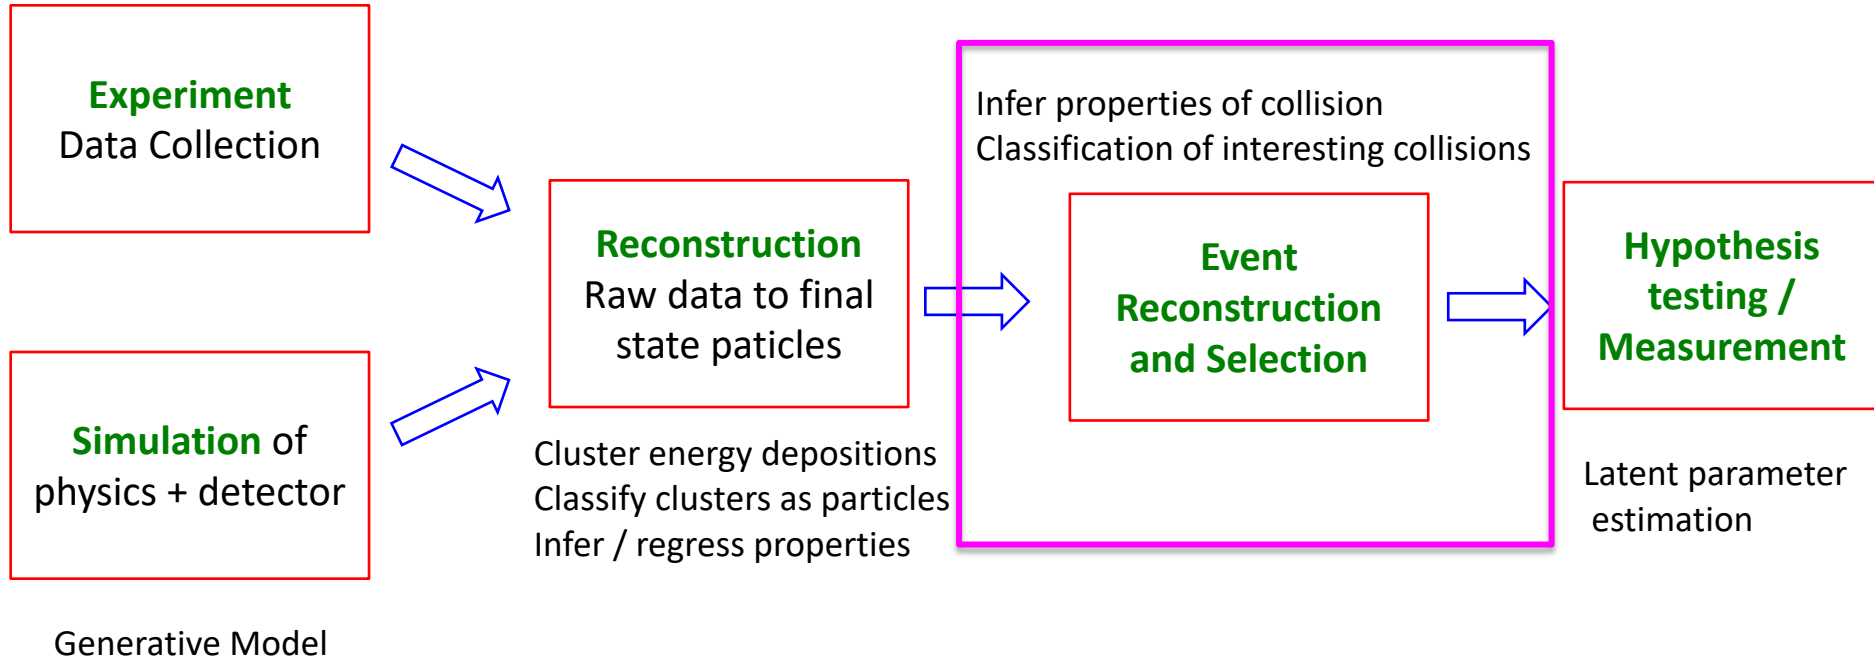 Experiment
Data Collection
Simulation of
physics + detector
Generative Model
Reconstruction
Raw data to final
state paticles
Cluster energy depositions
Classify clusters as particles
Infer / regress properties
Infer properties of collision
Classification of interesting collisions
Event
Reconstruction
and Selection
Hypothesis
testing /
Measurement
Latent parameter
estimation